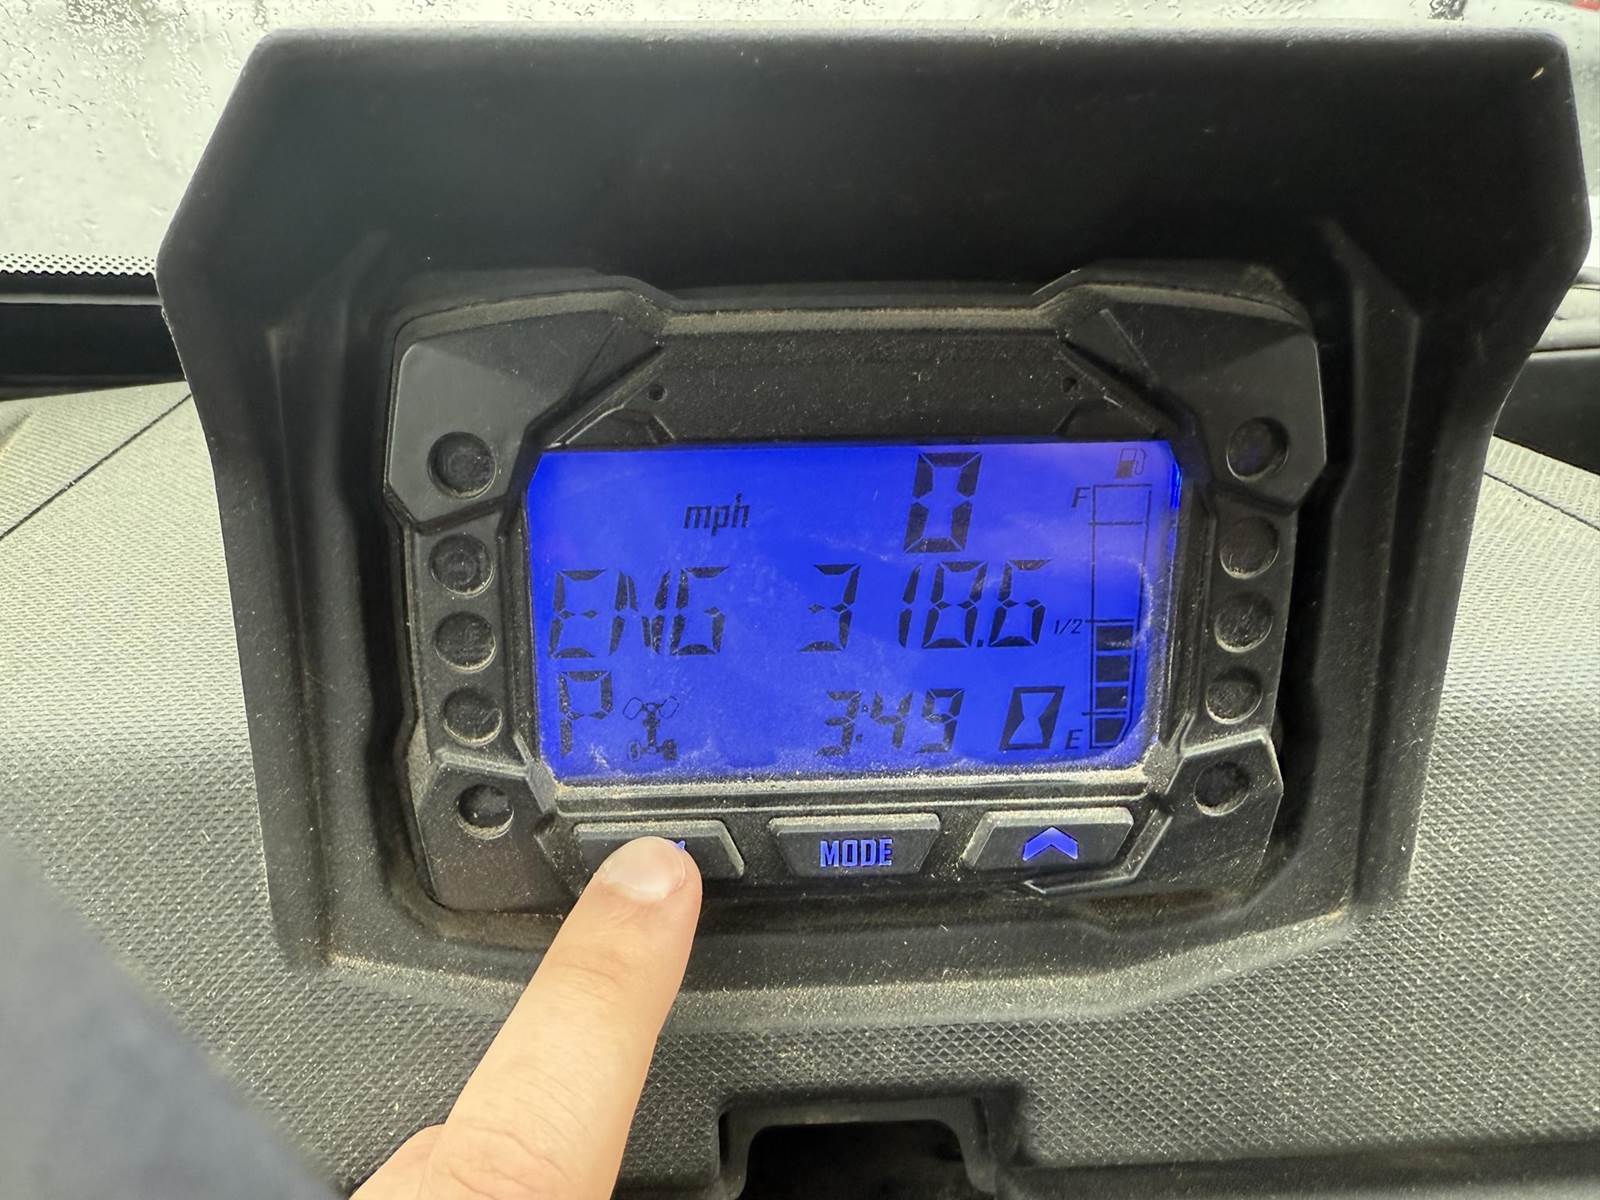 0
mph
F
ENG 318.6
1/2
P 3:49
E
MODE